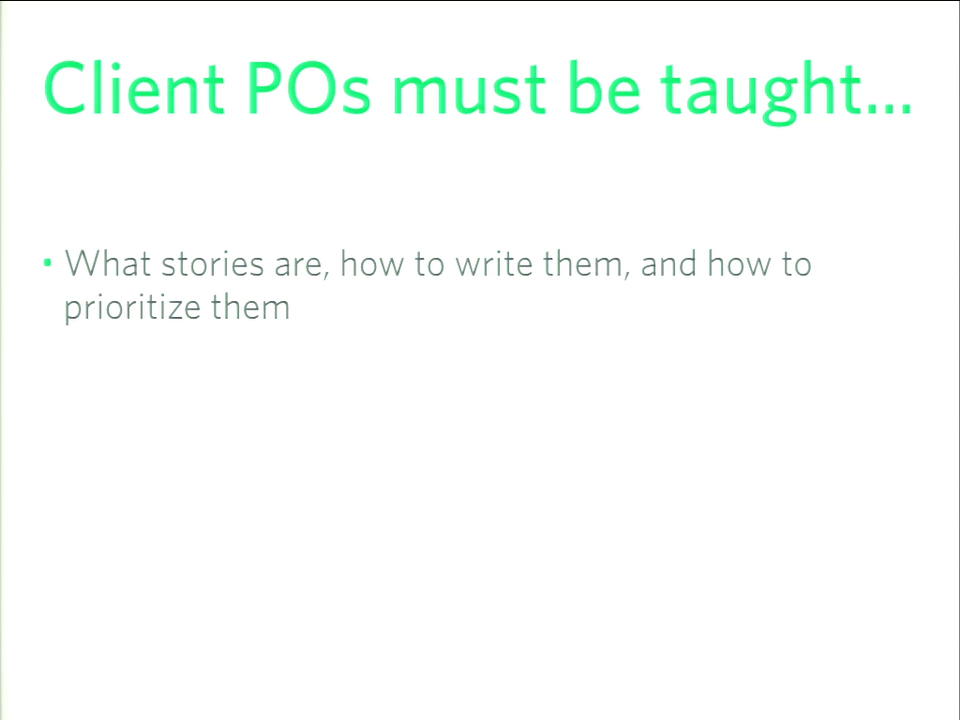 Client POs must be taught...
• What stories are, how to write them, and how to
prioritize them